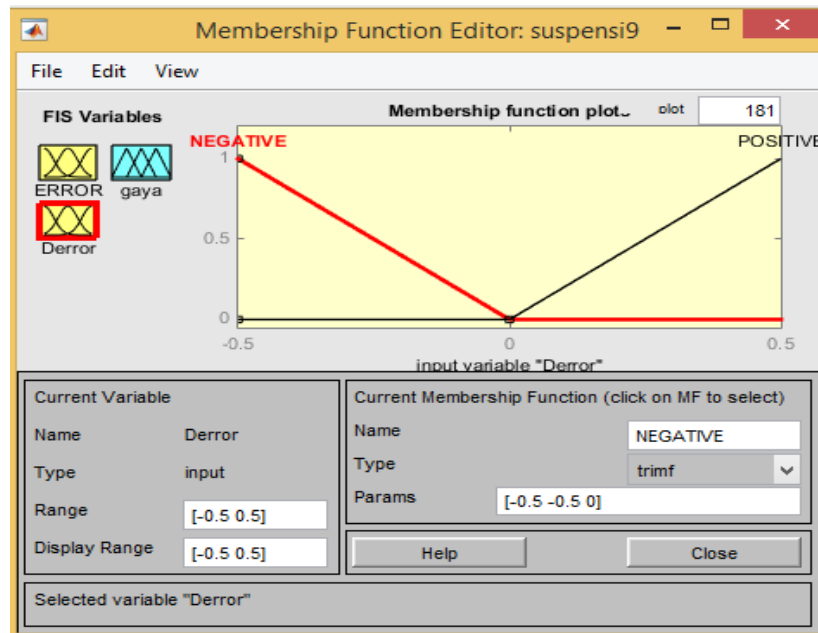 Membership Function Editor: suspensi9
File Edit View
FIS Variables
Membership function plots
plot
181
NEGATIVE
POSITIVE
ERROR
gaya
Derror
1
0.5
0
-0.5
0
0.5
input variable "Derror"
Current Variable
Name Derror
Type input
Range [-0.5 0.5]
Display Range [-0.5 0.5]
Current Membership Function (click on MF to select)
Name NEGATIVE
Type trimf
Params [-0.5 -0.5 0]
Help
Close
Selected variable "Derror"